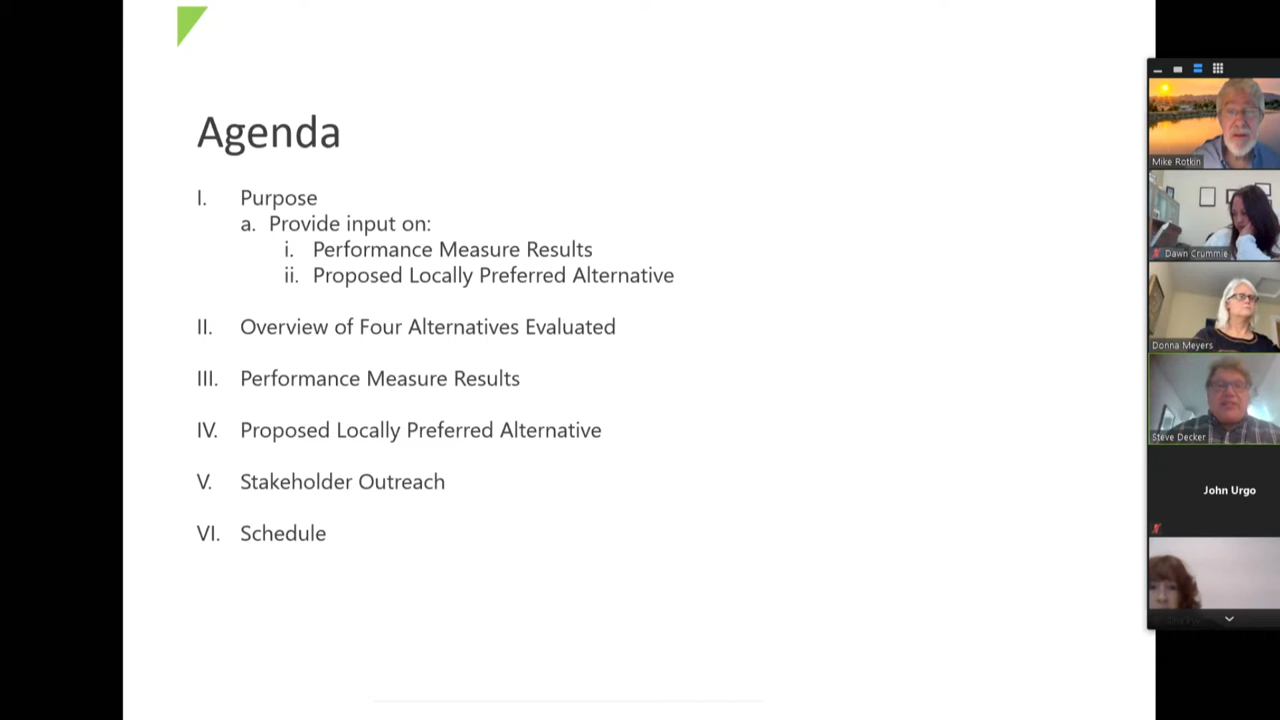 Agenda
I. Purpose
a. Provide input on:
i. Performance Measure Results
ii. Proposed Locally Preferred Alternative
II. Overview of Four Alternatives Evaluated
III. Performance Measure Results
IV. Proposed Locally Preferred Alternative
V. Stakeholder Outreach
VI. Schedule
Mike Rotkin
Dawn Crummie
Donna Meyers
Steve Decker
John Urgo